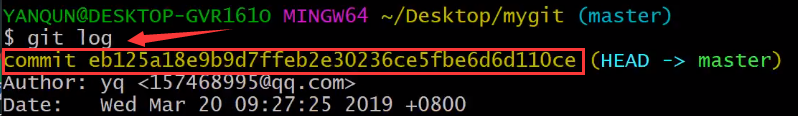 YANQUN@DESKTOP-GVR161O MINGW64 ~/Desktop/mygit (master)
$ git log
commit eb125a18e9b9d7ffeb2e30236ce5fbe6d6d110ce (HEAD -> master)
Author: yq <157468995@qq.com>
Date:   Wed Mar 20 09:27:25 2019 +0800